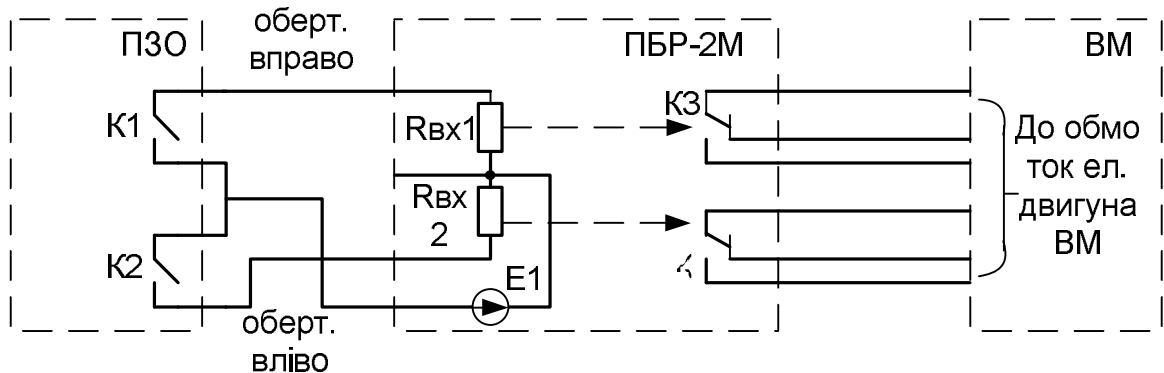 оберт.
вправо
ПЗО
ПБР-2М
ВМ
К1
Rвх1
К3
До обмо
ток ел.
двигуна
ВМ
Rвх
2
К2
E1
оберт.
вліво